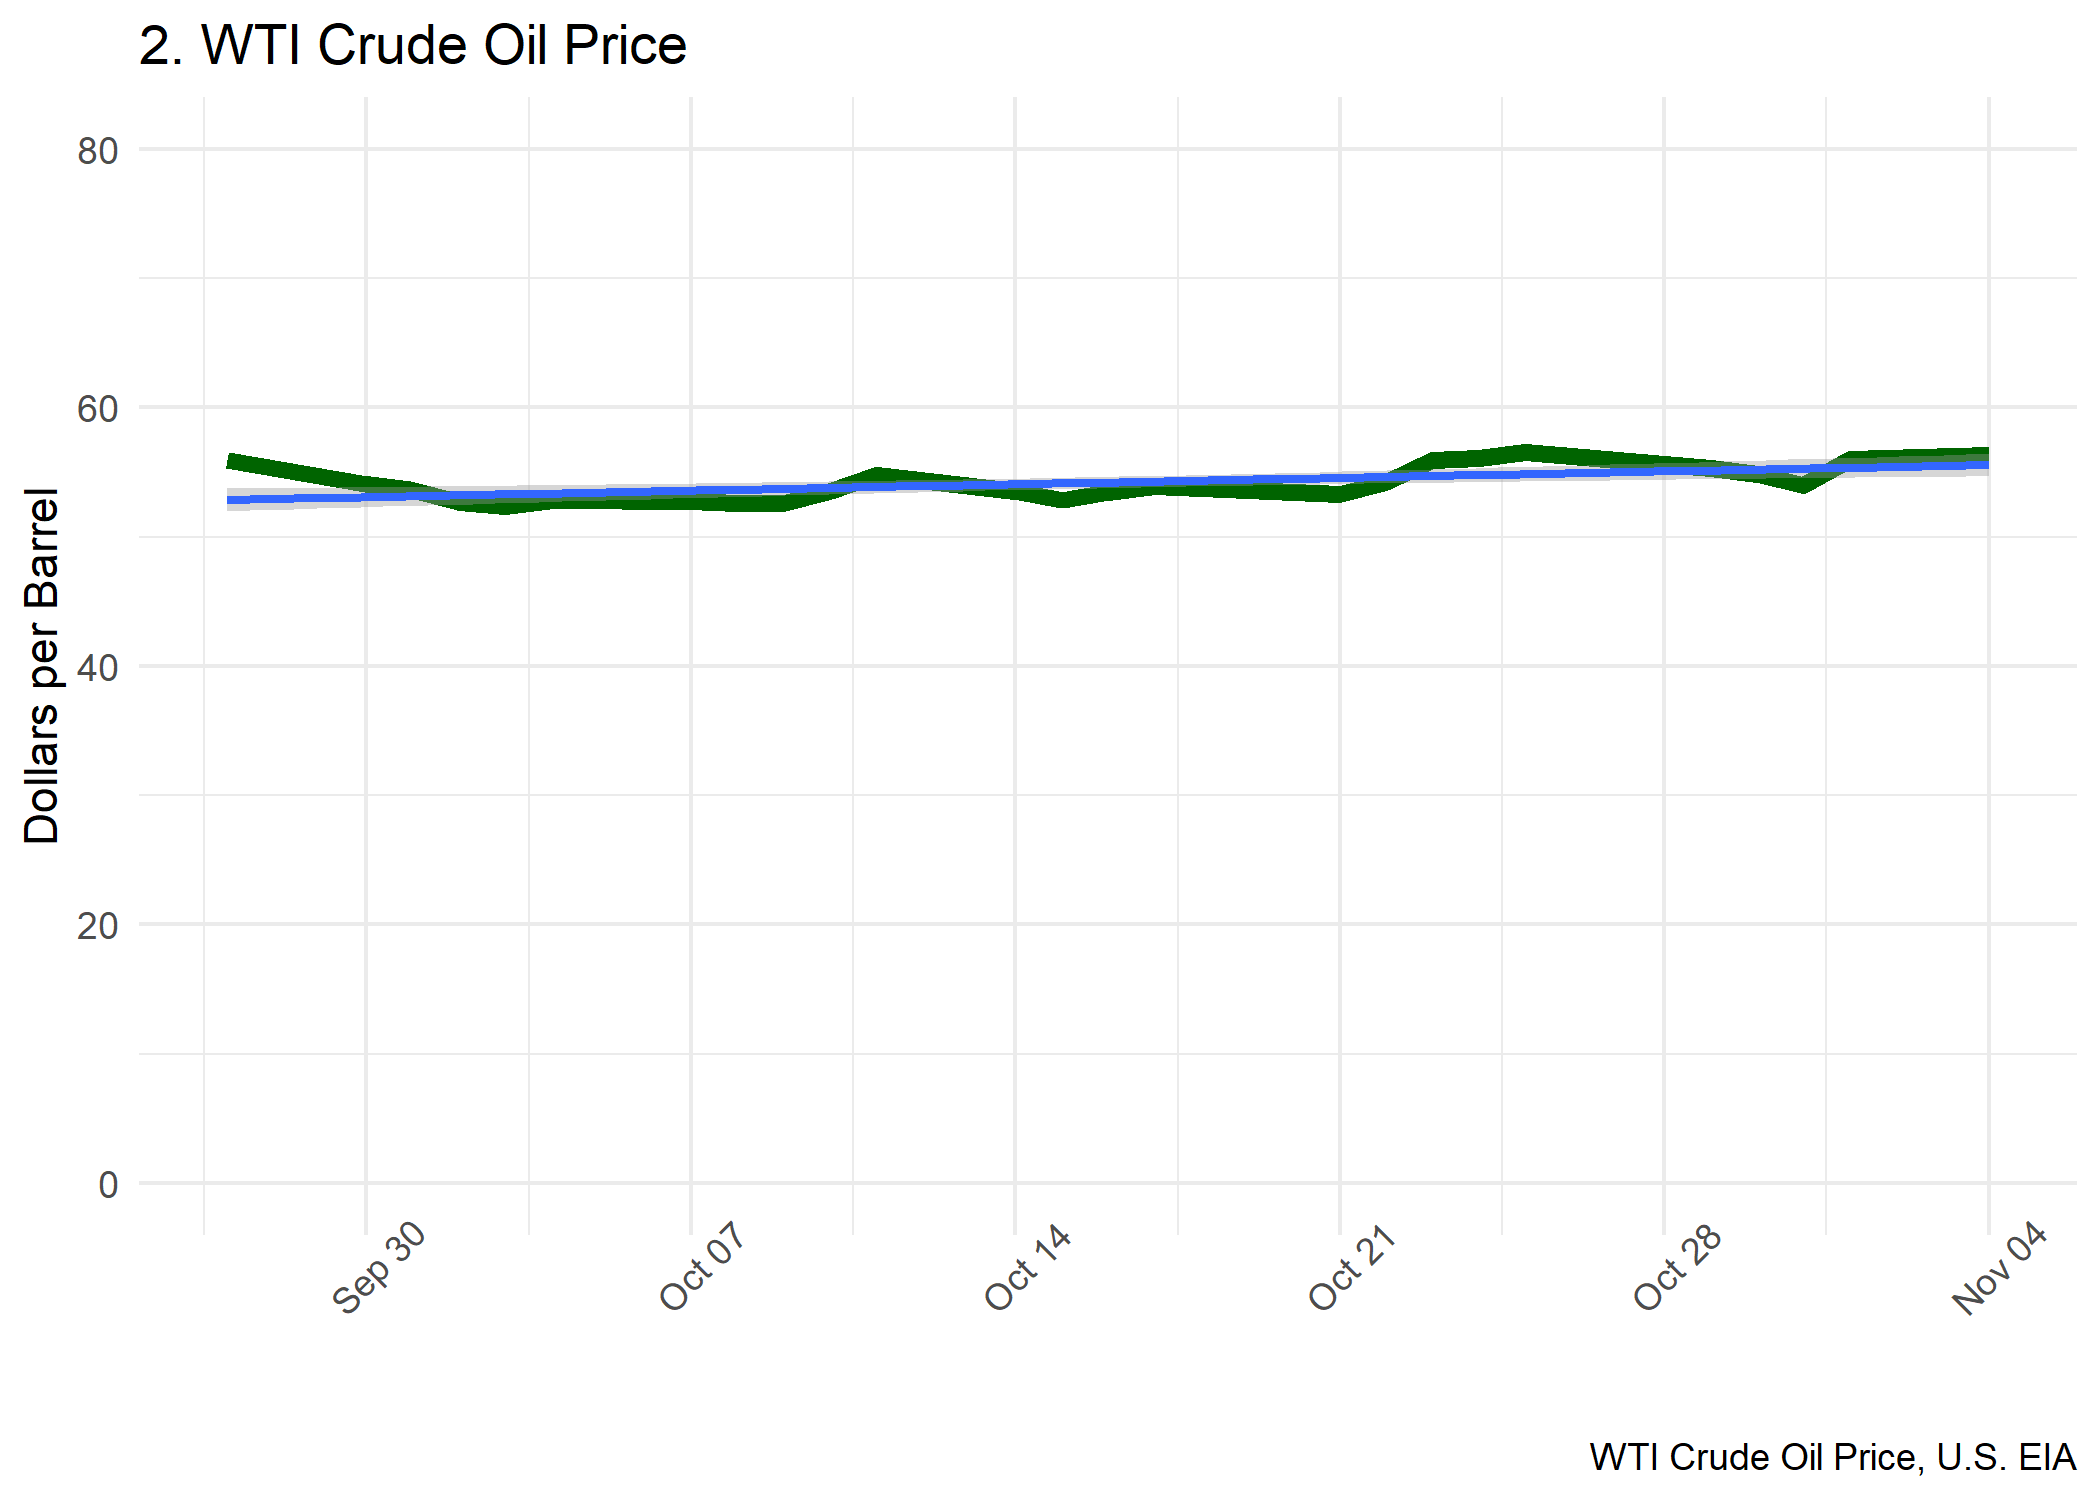 2. WTI Crude Oil Price
Dollars per Barrel
80
60
40
20
0
Sep 30
Oct 07
Oct 14
Oct 21
Oct 28
Nov 04
WTI Crude Oil Price, U.S. EIA